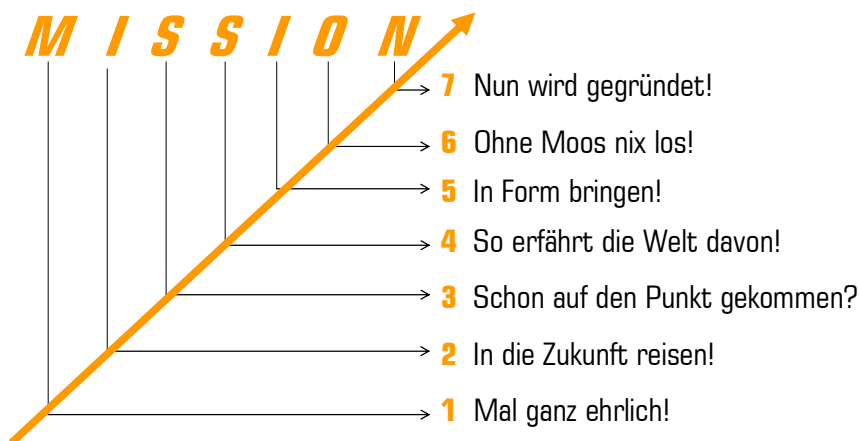 MISSION
7 Nun wird gegründet!
6 Ohne Moos nix los!
5 In Form bringen!
4 So erfährt die Welt davon!
3 Schon auf den Punkt gekommen?
2 In die Zukunft reisen!
1 Mal ganz ehrlich!